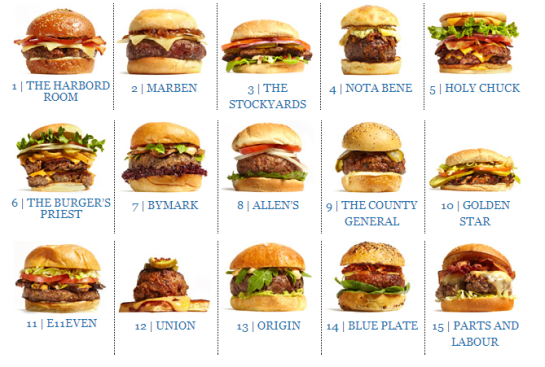 1 | THE HARBORD
ROOM
2 | MARBEN
3 | THE
STOCKYARDS
4 | NOTA BENE
5 | HOLY CHUCK
6 | THE BURGER'S
PRIEST
7 | BYMARK
8 | ALLEN'S
9 | THE COUNTY
GENERAL
10 | GOLDEN
STAR
11 | E11EVEN
12 | UNION
13 | ORIGIN
14 | BLUE PLATE
15 | PARTS AND
LABOUR